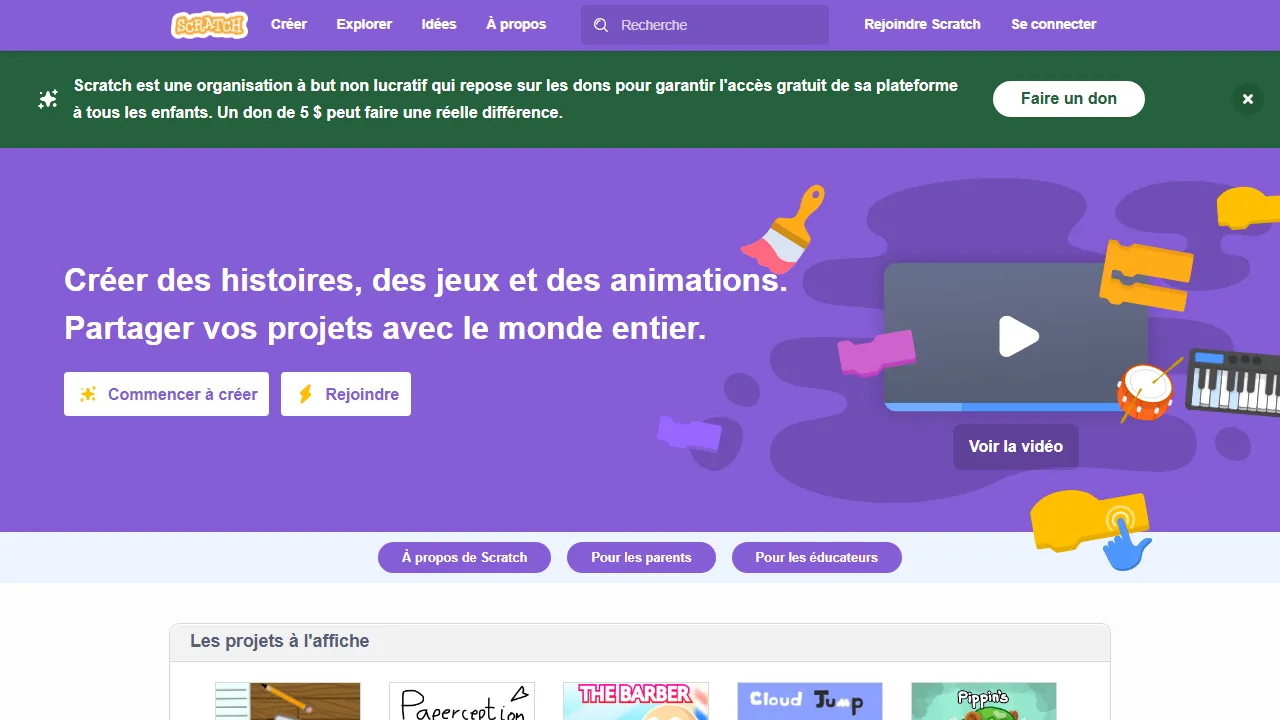 SCRATCH
Créer
Explorer
Idées
À propos
Recherche
Rejoindre Scratch
Se connecter
Scratch est une organisation à but non lucratif qui repose sur les dons pour garantir l'accès gratuit de sa plateforme
à tous les enfants. Un don de 5 $ peut faire une réelle différence.
Faire un don
Créer des histoires, des jeux et des animations.
Partager vos projets avec le monde entier.
Commencer à créer
Rejoindre
Voir la vidéo
À propos de Scratch
Pour les parents
Pour les éducateurs
Les projets à l'affiche
Paperception
THE BARBER
Cloud Jump
Pippin's